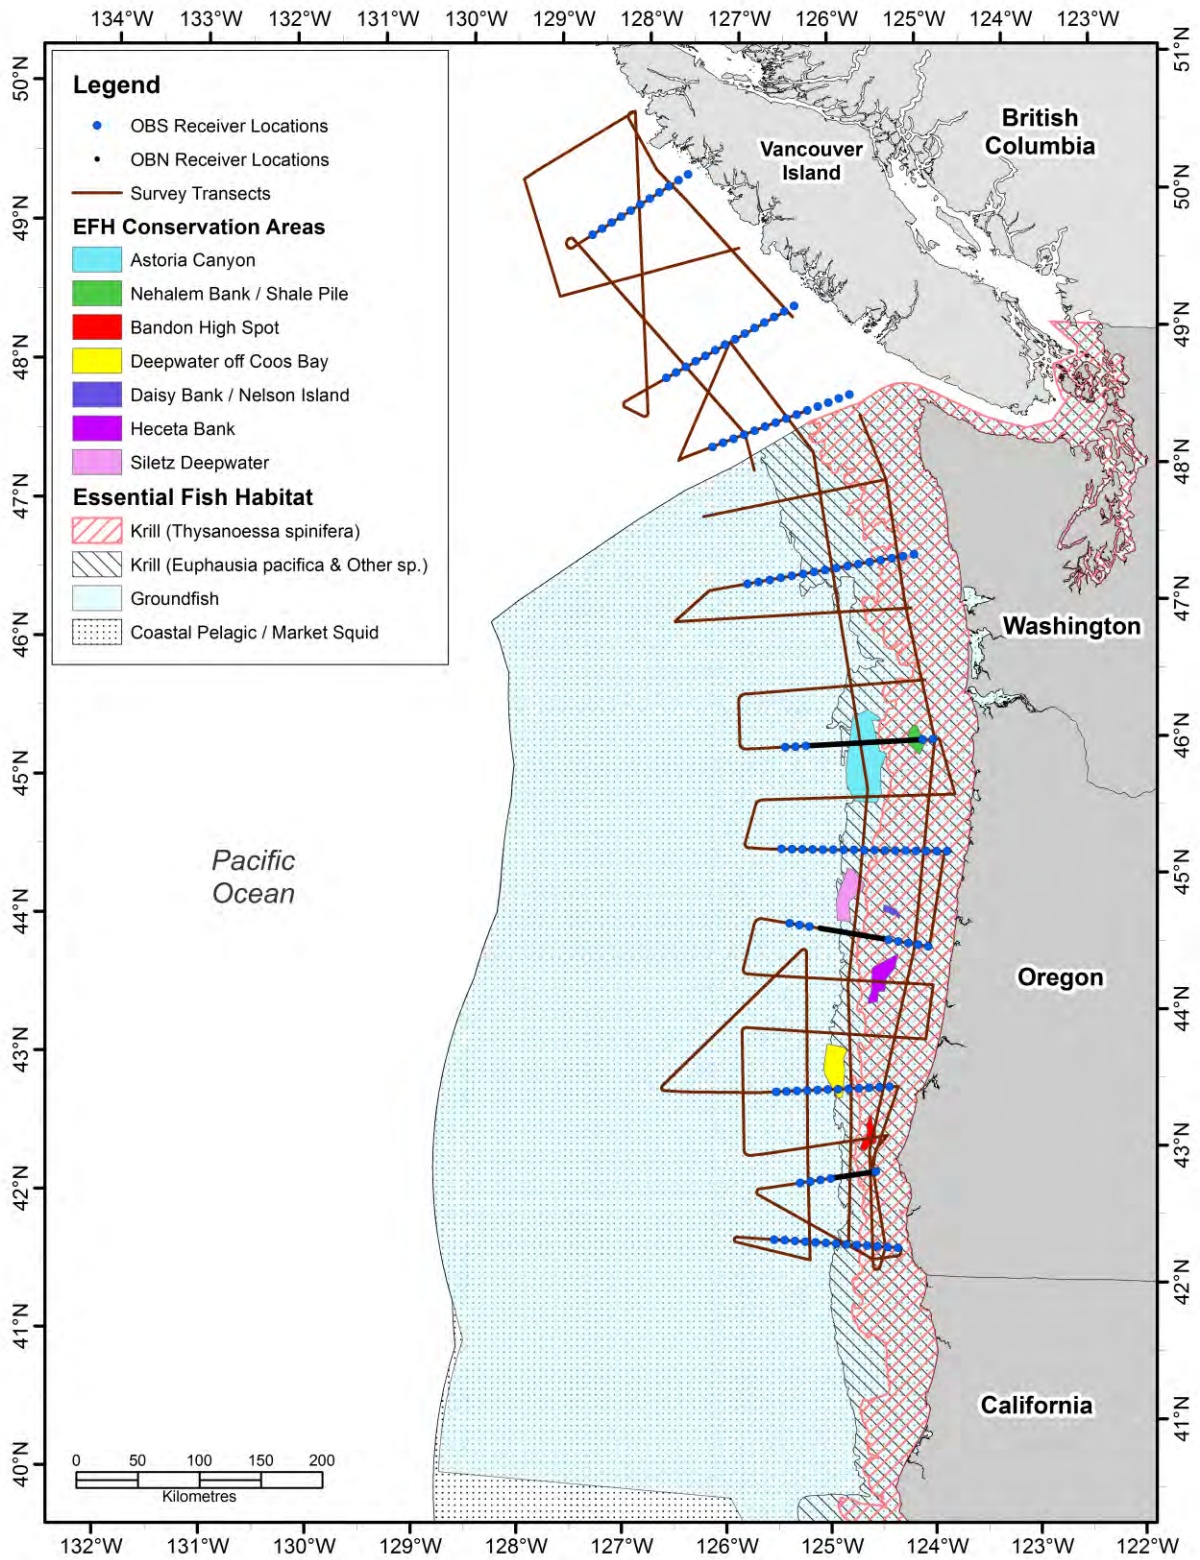 134°W 133°W 132°W 131°W 130°W 129°W 128°W 127°W 126°W 125°W 124°W 123°W
Legend
OBS Receiver Locations
OBN Receiver Locations
Survey Transects
EFH Conservation Areas
Astoria Canyon
Nehalem Bank / Shale Pile
Bandon High Spot
Deepwater off Coos Bay
Daisy Bank / Nelson Island
Heceta Bank
Siletz Deepwater
Essential Fish Habitat
Krill (Thysanoessa spinifera)
Krill (Euphausia pacifica & Other sp.)
Groundfish
Coastal Pelagic / Market Squid
British
Columbia
Vancouver
Island
Washington
Pacific
Ocean
Oregon
California
0 50 100 150 200
Kilometres
50°N
49°N
48°N
47°N
46°N
45°N
44°N
43°N
42°N
41°N
40°N
51°N
50°N
49°N
48°N
47°N
46°N
45°N
44°N
43°N
42°N
41°N
134°W 133°W 132°W 131°W 130°W 129°W 128°W 127°W 126°W 125°W 124°W 123°W 122°W